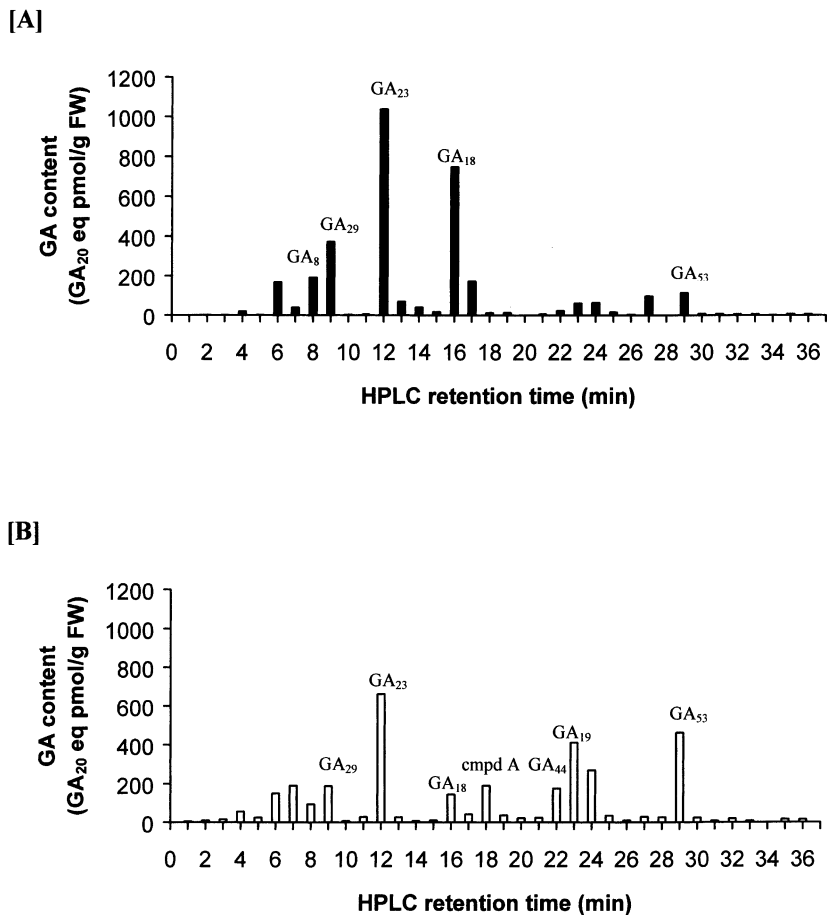 [A]
1200
1000
800
600
400
200
0
GA content
(GA₂₀ eq pmol/g FW)
GA₂₃
GA₁₈
GA₂₉
GA₈
GA₅₃
0 2 4 6 8 10 12 14 16 18 20 22 24 26 28 30 32 34 36
HPLC retention time (min)
[B]
1200
1000
800
600
400
200
0
GA content
(GA₂₀ eq pmol/g FW)
GA₂₃
GA₅₃
GA₁₉
GA₂₉
cmpd A
GA₄₄
GA₁₈
0 2 4 6 8 10 12 14 16 18 20 22 24 26 28 30 32 34 36
HPLC retention time (min)